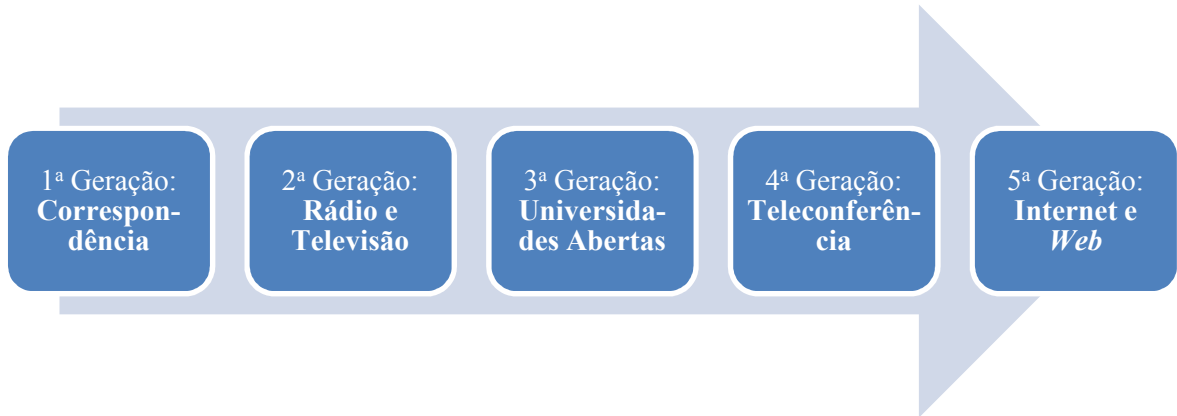 1ª Geração:
Correspon-
dência
2ª Geração:
Rádio e
Televisão
3ª Geração:
Universida-
des Abertas
4ª Geração:
Teleconferên-
cia
5ª Geração:
Internet e
Web